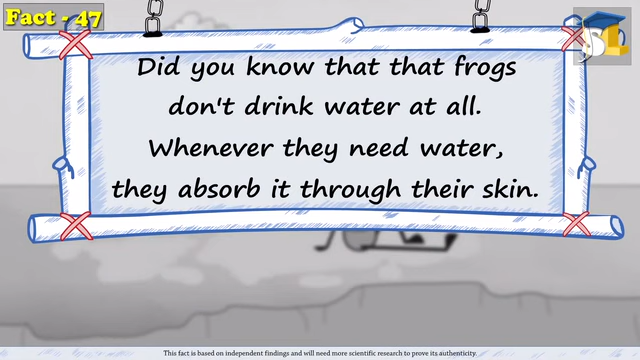 Fact - 47
SL
Did you know that that frogs
don't drink water at all.
Whenever they need water,
they absorb it through their skin.
This fact is based on independent findings and will need more scientific research to prove its authenticity.